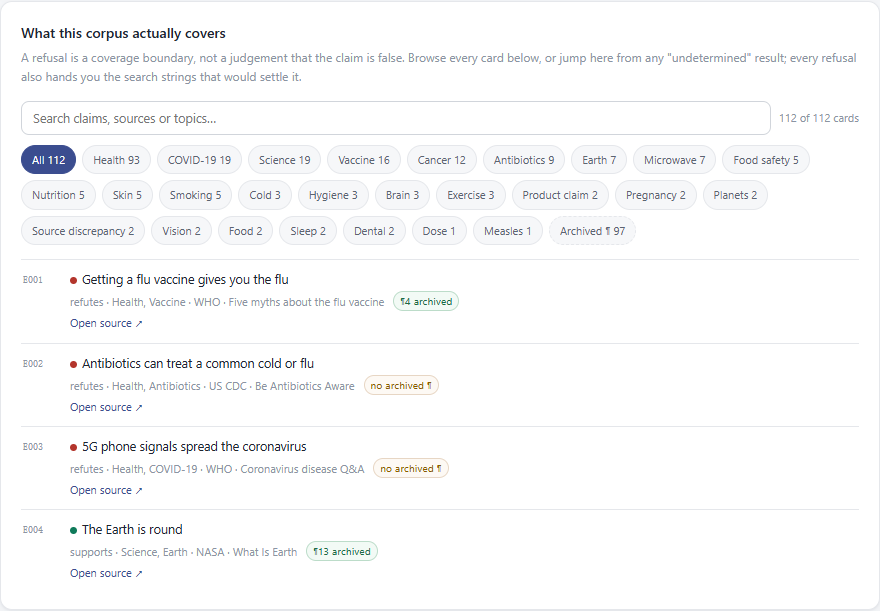 What this corpus actually covers
A refusal is a coverage boundary, not a judgement that the claim is false. Browse every card below, or jump here from any "undetermined" result; every refusal
also hands you the search strings that would settle it.
Search claims, sources or topics... 112 of 112 cards
All 112 Health 93 COVID-19 19 Science 19 Vaccine 16 Cancer 12 Antibiotics 9 Earth 7 Microwave 7 Food safety 5
Nutrition 5 Skin 5 Smoking 5 Cold 3 Hygiene 3 Brain 3 Exercise 3 Product claim 2 Pregnancy 2 Planets 2
Source discrepancy 2 Vision 2 Food 2 Sleep 2 Dental 2 Dose 1 Measles 1 Archived ¶ 97
E001 Getting a flu vaccine gives you the flu
refutes · Health, Vaccine · WHO · Five myths about the flu vaccine ¶4 archived
Open source ↗
E002 Antibiotics can treat a common cold or flu
refutes · Health, Antibiotics · US CDC · Be Antibiotics Aware no archived ¶
Open source ↗
E003 5G phone signals spread the coronavirus
refutes · Health, COVID-19 · WHO · Coronavirus disease Q&A no archived ¶
Open source ↗
E004 The Earth is round
supports · Science, Earth · NASA · What Is Earth ¶13 archived
Open source ↗